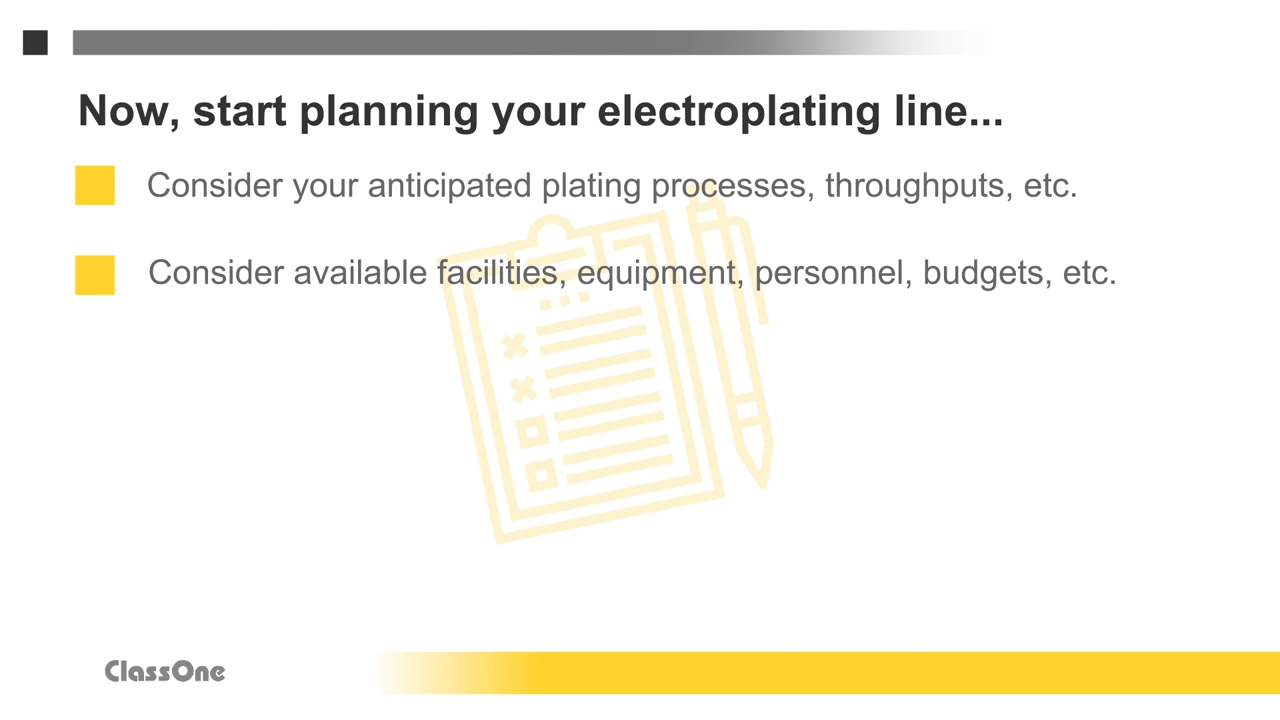 Now, start planning your electroplating line...
Consider your anticipated plating processes, throughputs, etc.
Consider available facilities, equipment, personnel, budgets, etc.
ClassOne